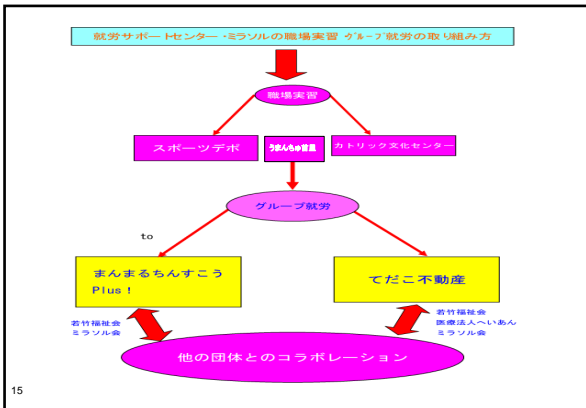 就労サポートセンター・ミラソルの職場実習 グループ就労の取り組み方
職場実習
スポーツデポ
うまんちゅ首里
カトリック文化センター
グループ就労
to
まんまるちんすこう
Plus！
てだこ不動産
若竹福祉会
ミラソル会
若竹福祉会
医療法人へいあん
ミラソル会
他の団体とのコラボレーション
15